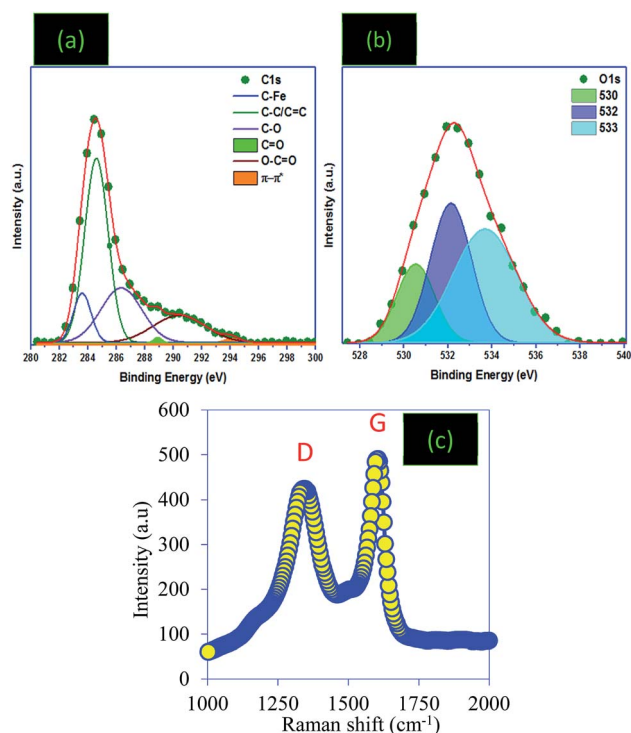 (a)
C1s
C-Fe
C-C/C=C
C-O
C=O
O-C=O
π–π*
Intensity (a.u.)
280 282 284 286 288 290 292 294 296 298 300
Binding Energy (eV)
(b)
O1s
530
532
533
Intensity (a.u.)
528 530 532 534 536 538 540
Binding Energy (eV)
(c)
D
G
Intensity (a.u)
600
500
400
300
200
100
0
1000 1250 1500 1750 2000
Raman shift (cm⁻¹)